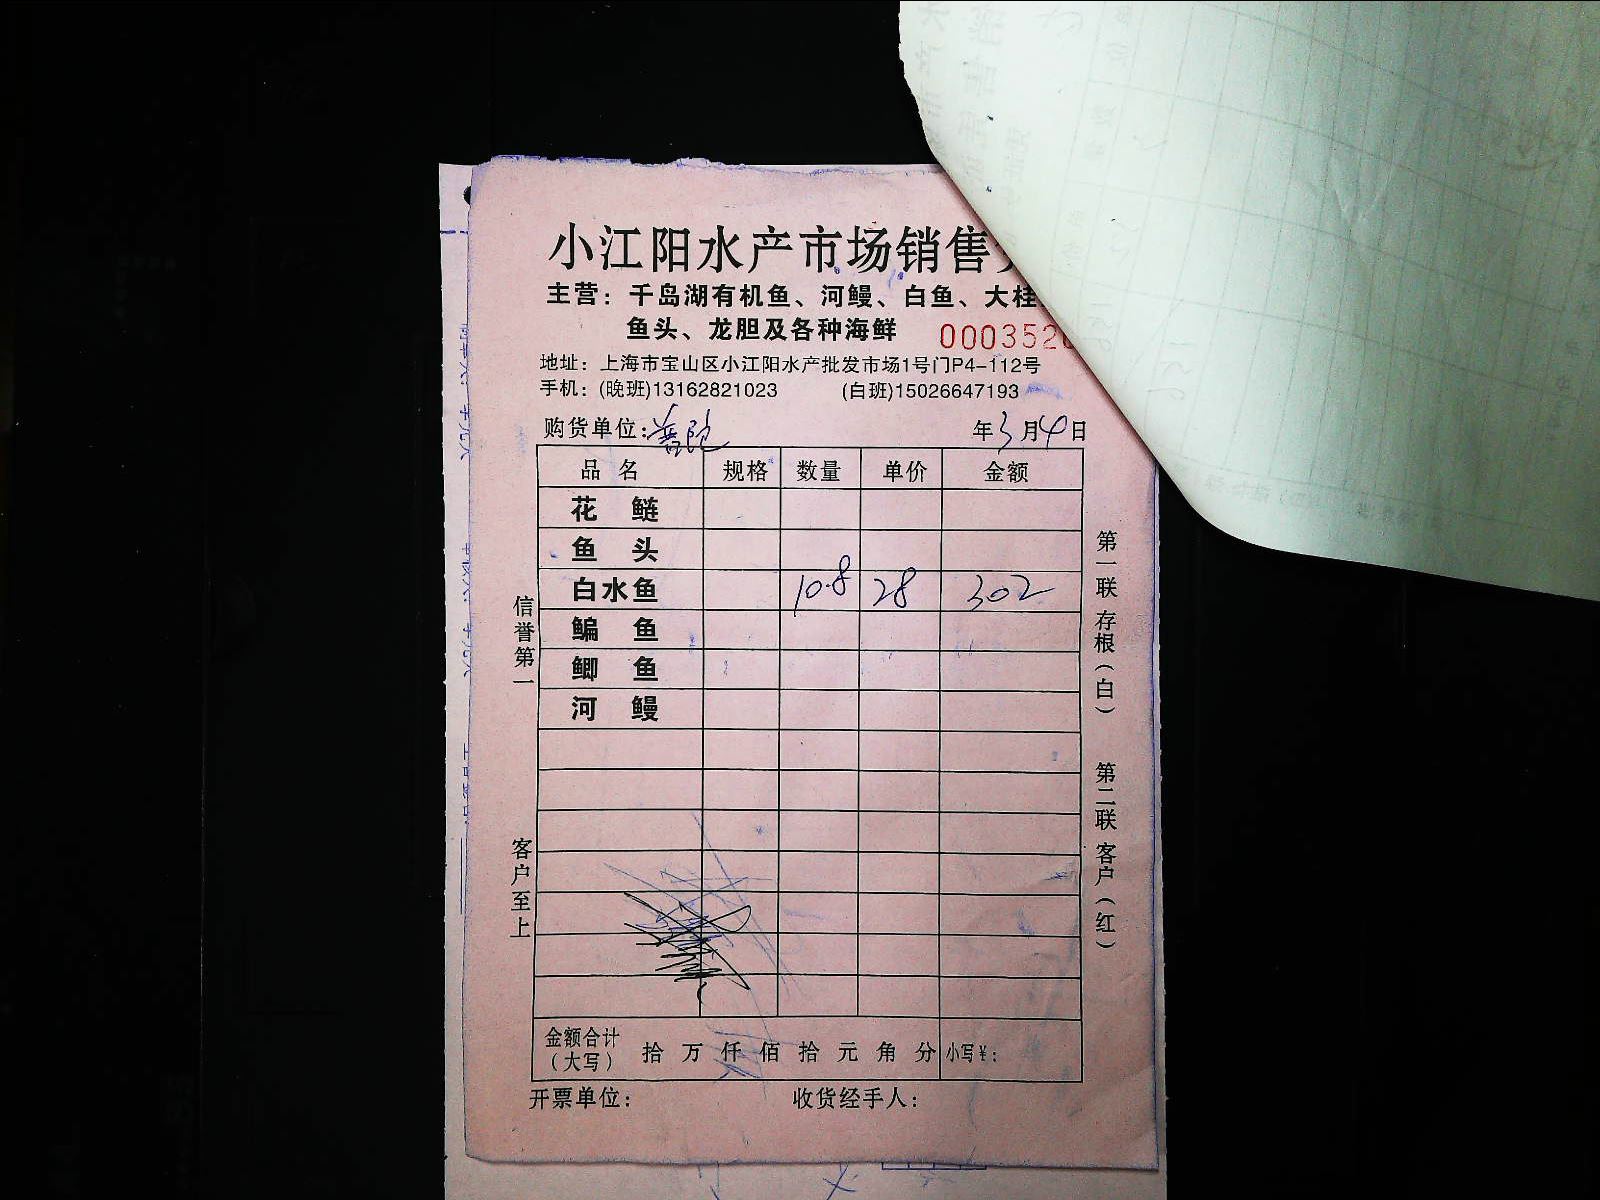 小江阳水产市场销售
主营：千岛湖有机鱼、河鳗、白鱼、大桂
鱼头、龙胆及各种海鲜 000352
地址：上海市宝山区小江阳水产批发市场1号门P4-112号
手机：(晚班)13162821023 (白班)15026647193
购货单位：普陀 年3月4日
品名 规格 数量 单价 金额
花鲢
鱼头
白水鱼 10.8 28 302
鳊鱼
鲫鱼
河鳗
金额合计（大写） 拾 万 仟 佰 拾 元 角 分 小写¥：
开票单位： 收货经手人：
信誉第一
客户至上
第一联 存根（白）
第二联 客户（红）